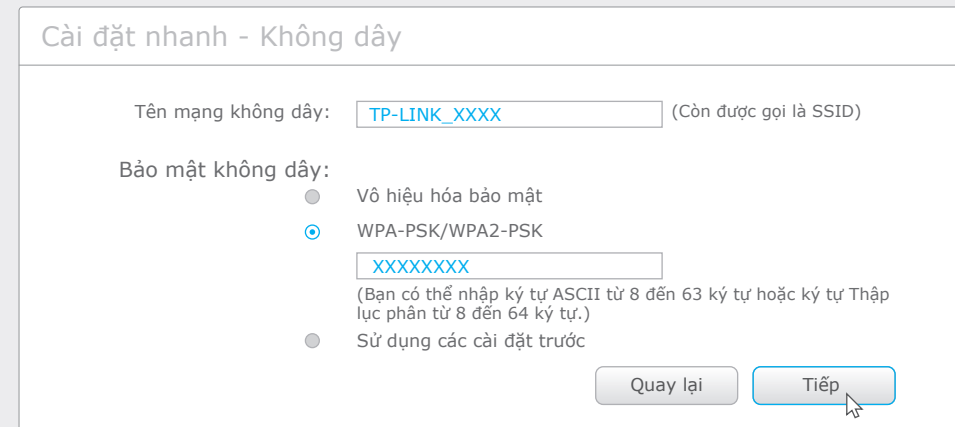 Cài đặt nhanh - Không dây
Tên mạng không dây: TP-LINK_XXXX (Còn được gọi là SSID)
Bảo mật không dây:
Vô hiệu hóa bảo mật
WPA-PSK/WPA2-PSK
XXXXXXXX
(Bạn có thể nhập ký tự ASCII từ 8 đến 63 ký tự hoặc ký tự Thập
lục phân từ 8 đến 64 ký tự.)
Sử dụng các cài đặt trước
Quay lại Tiếp